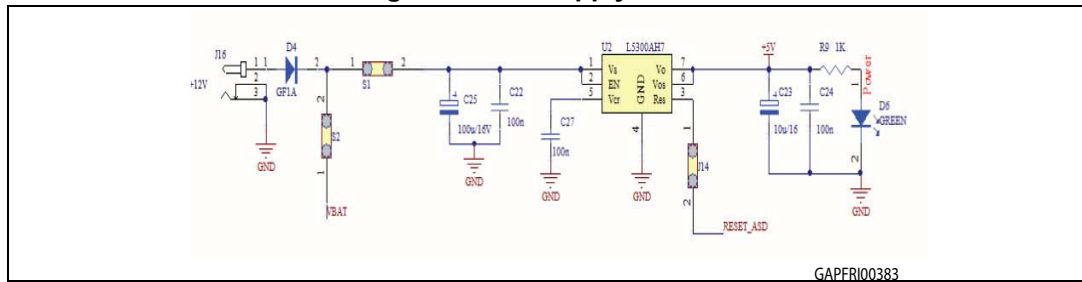 J16
+12V
1 1
2
3
GND
D4
2
GF1A
1
S1
2
2
S2
1
VBAT
C25
100u/16V
C22
100n
GND
C27
100n
GND
U2 L5300AH7
1 Vs Vo 7
2 EN Vos 6
5 Vcr Res 3
GND
4
GND
1
J14
2
RESET_ASD
+5V
C23
10u/16
C24
100n
R9 1K
Power
1
D6
GREEN
2
GND
GAPFRI00383